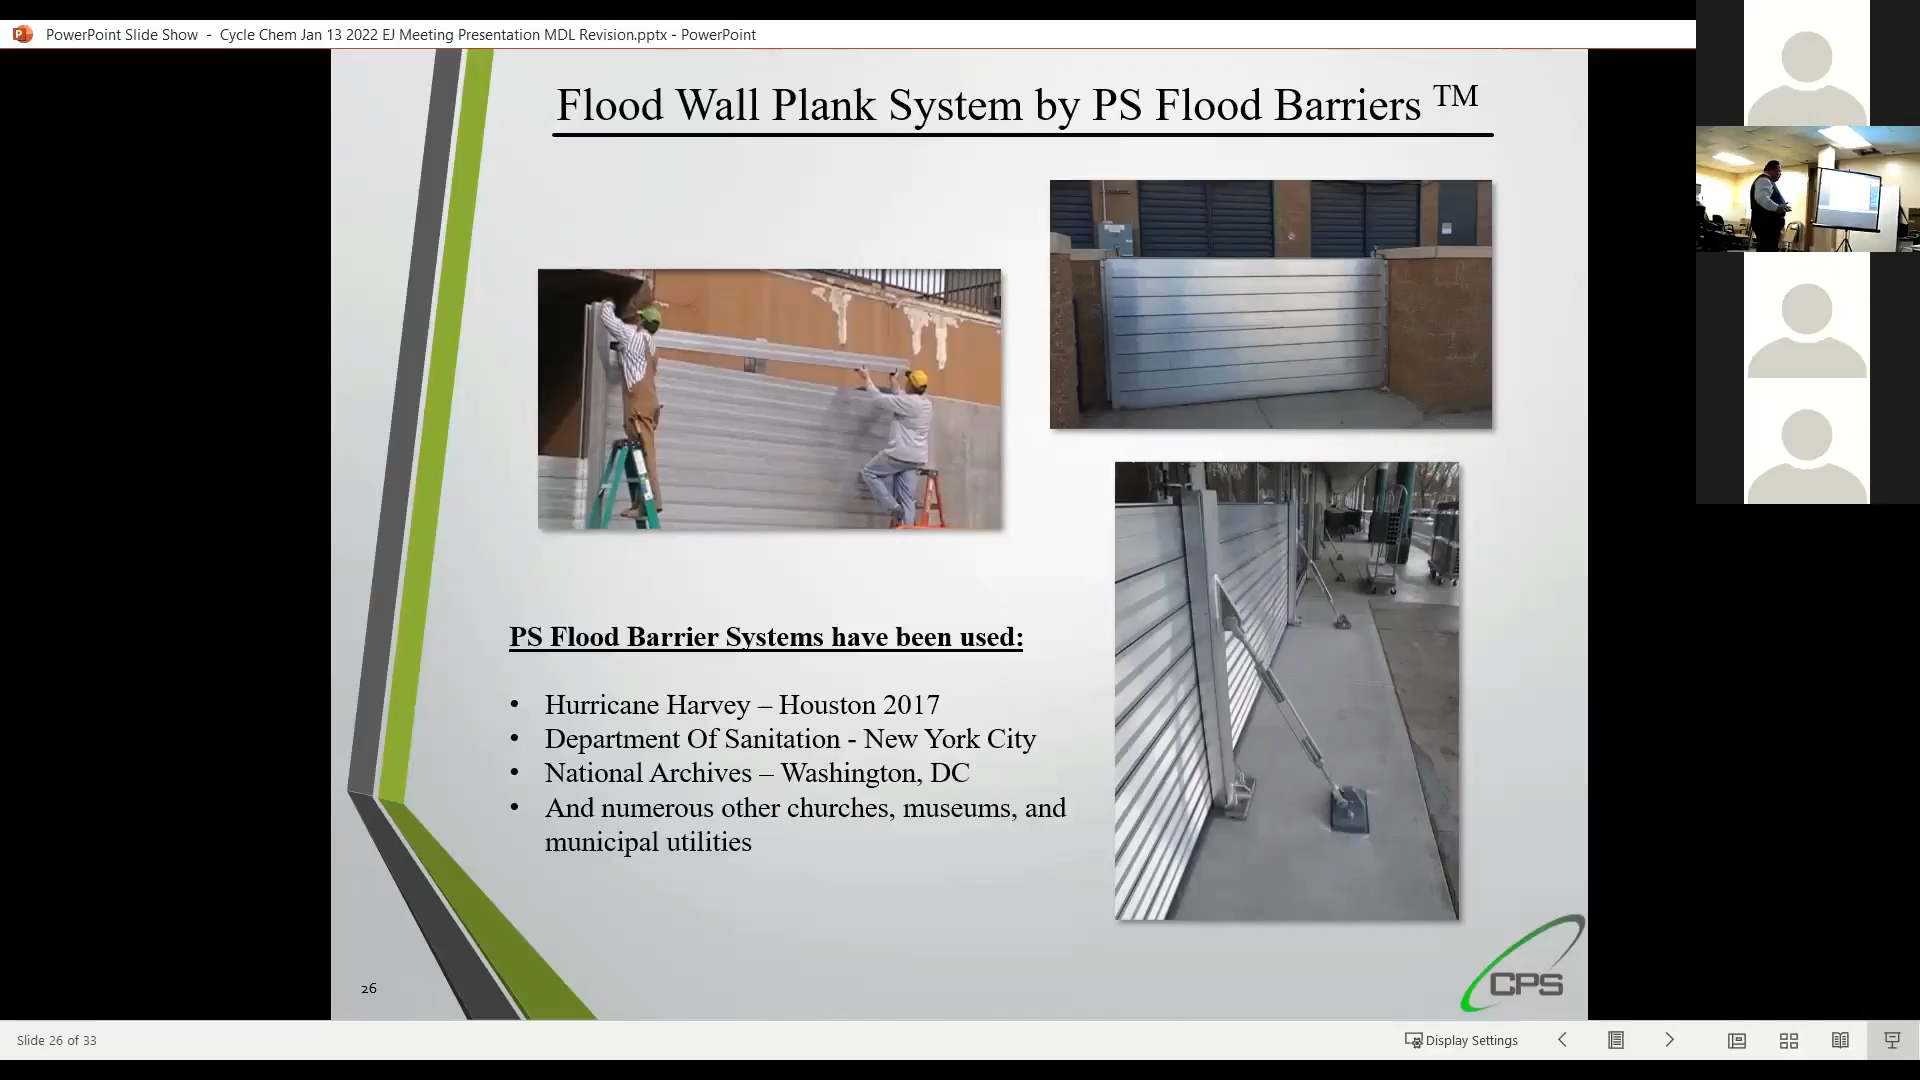 PowerPoint Slide Show - Cycle Chem Jan 13 2022 EJ Meeting Presentation MDL Revision.pptx - PowerPoint
Flood Wall Plank System by PS Flood Barriers ™
PS Flood Barrier Systems have been used:
• Hurricane Harvey – Houston 2017
• Department Of Sanitation - New York City
• National Archives – Washington, DC
• And numerous other churches, museums, and
municipal utilities
CPS
26
Slide 26 of 33
Display Settings